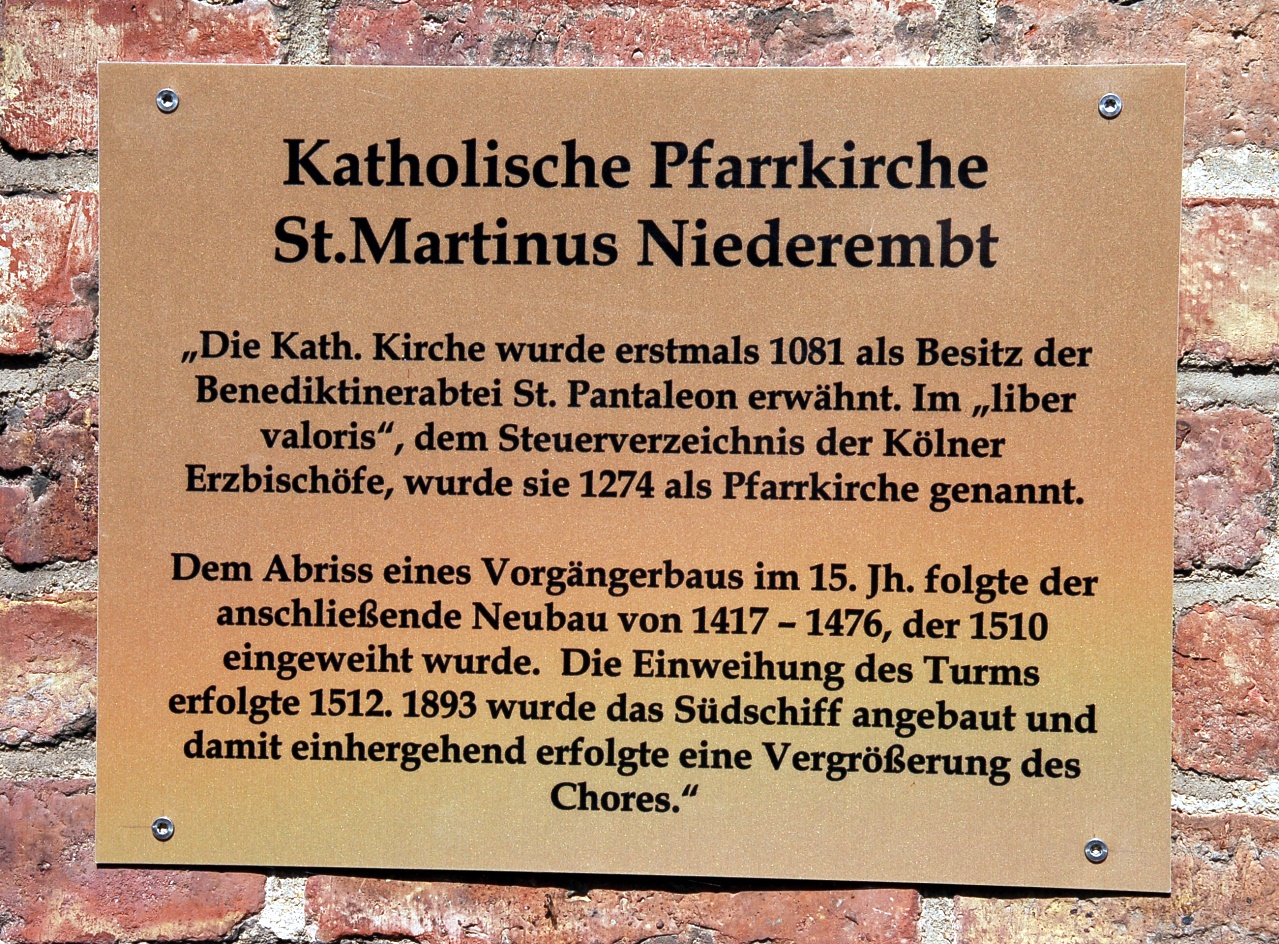 Katholische Pfarrkirche
St.Martinus Niederembt
„Die Kath. Kirche wurde erstmals 1081 als Besitz der
Benediktinerabtei St. Pantaleon erwähnt. Im „liber
valoris“, dem Steuerverzeichnis der Kölner
Erzbischöfe, wurde sie 1274 als Pfarrkirche genannt.
Dem Abriss eines Vorgängerbaus im 15. Jh. folgte der
anschließende Neubau von 1417 – 1476, der 1510
eingeweiht wurde.  Die Einweihung des Turms
erfolgte 1512. 1893 wurde das Südschiff angebaut und
damit einhergehend erfolgte eine Vergrößerung des
Chores.“